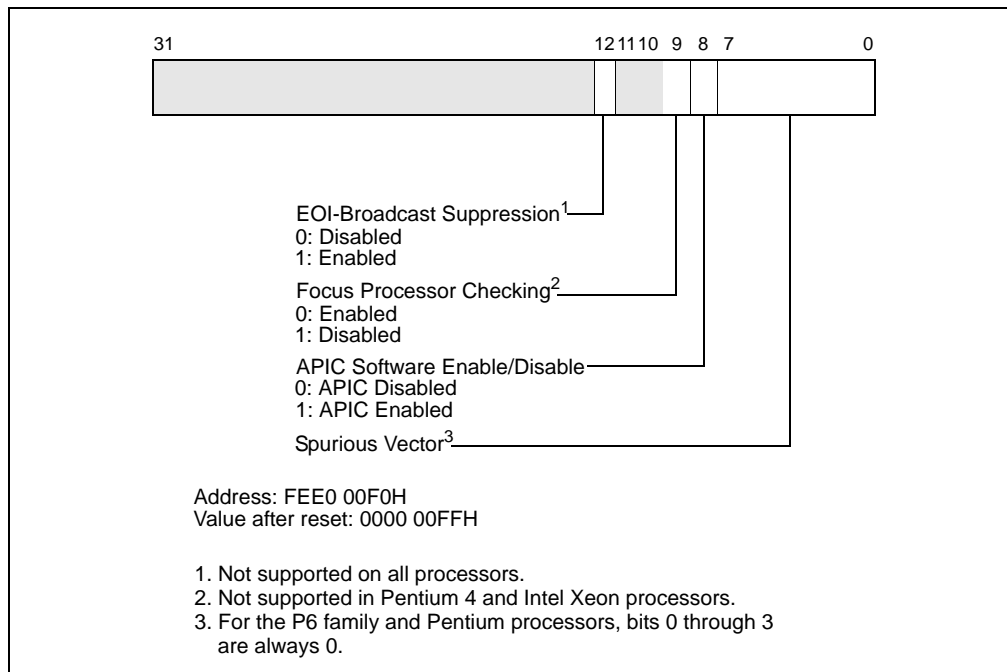 31 12 11 10 9 8 7 0
EOI-Broadcast Suppression1
0: Disabled
1: Enabled
Focus Processor Checking2
0: Enabled
1: Disabled
APIC Software Enable/Disable
0: APIC Disabled
1: APIC Enabled
Spurious Vector3
Address: FEE0 00F0H
Value after reset: 0000 00FFH
1. Not supported on all processors.
2. Not supported in Pentium 4 and Intel Xeon processors.
3. For the P6 family and Pentium processors, bits 0 through 3
are always 0.